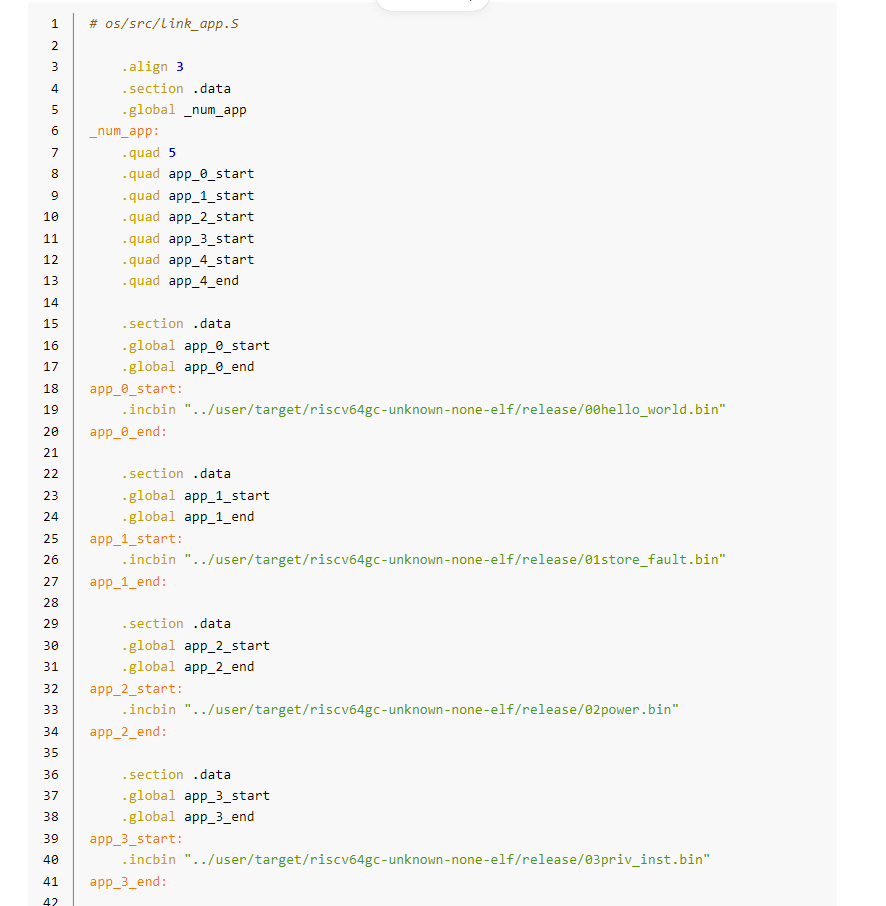 1 # os/src/link_app.S
2
3     .align 3
4     .section .data
5     .global _num_app
6 _num_app:
7     .quad 5
8     .quad app_0_start
9     .quad app_1_start
10     .quad app_2_start
11     .quad app_3_start
12     .quad app_4_start
13     .quad app_4_end
14
15     .section .data
16     .global app_0_start
17     .global app_0_end
18 app_0_start:
19     .incbin "../user/target/riscv64gc-unknown-none-elf/release/00hello_world.bin"
20 app_0_end:
21
22     .section .data
23     .global app_1_start
24     .global app_1_end
25 app_1_start:
26     .incbin "../user/target/riscv64gc-unknown-none-elf/release/01store_fault.bin"
27 app_1_end:
28
29     .section .data
30     .global app_2_start
31     .global app_2_end
32 app_2_start:
33     .incbin "../user/target/riscv64gc-unknown-none-elf/release/02power.bin"
34 app_2_end:
35
36     .section .data
37     .global app_3_start
38     .global app_3_end
39 app_3_start:
40     .incbin "../user/target/riscv64gc-unknown-none-elf/release/03priv_inst.bin"
41 app_3_end:
42